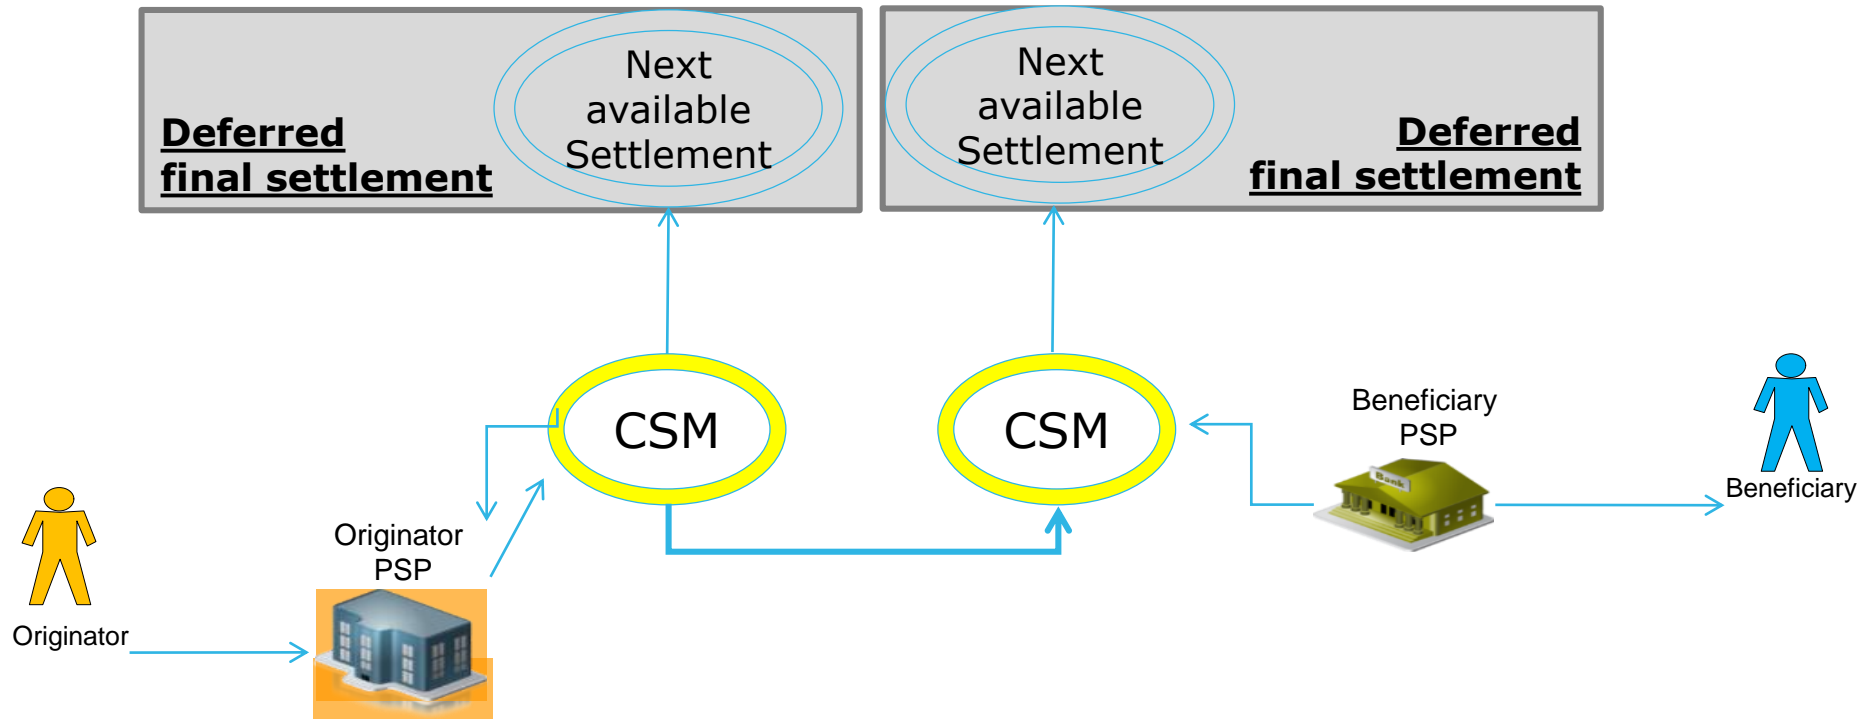 Next
available
Settlement
Deferred
final settlement
Next
available
Settlement
Deferred
final settlement
CSM
CSM
Beneficiary
PSP
Bank
Beneficiary
Originator
PSP
Originator